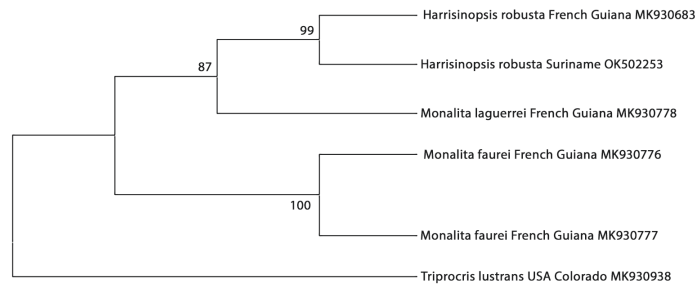 Harrisinopsis robusta French Guiana MK930683
99
Harrisinopsis robusta Suriname OK502253
87
Monalita laguerrei French Guiana MK930778
Monalita faurei French Guiana MK930776
100
Monalita faurei French Guiana MK930777
Triprocris lustrans USA Colorado MK930938